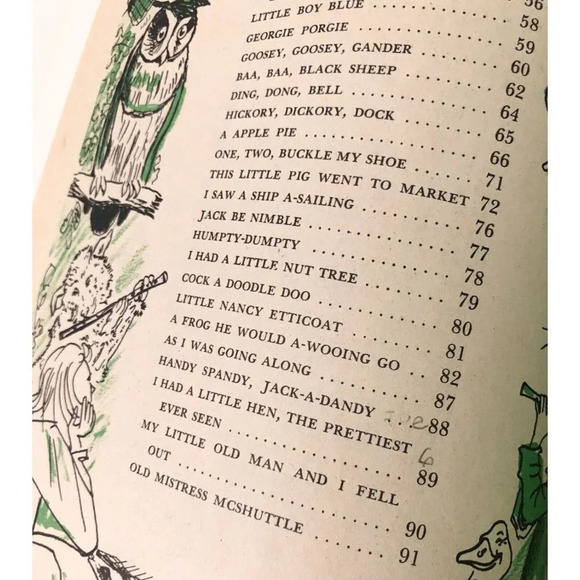 56
LITTLE BOY BLUE . . . . . . . . . . . 58
GEORGIE PORGIE . . . . . . . . . . . 59
GOOSEY, GOOSEY, GANDER . . . . . . . 60
BAA, BAA, BLACK SHEEP . . . . . . . . 62
DING, DONG, BELL . . . . . . . . . . 64
HICKORY, DICKORY, DOCK . . . . . . . 65
A APPLE PIE . . . . . . . . . . . . . 66
ONE, TWO, BUCKLE MY SHOE . . . . . . 71
THIS LITTLE PIG WENT TO MARKET 72
I SAW A SHIP A-SAILING . . . . . . . . 76
JACK BE NIMBLE . . . . . . . . . . . 77
HUMPTY-DUMPTY . . . . . . . . . . . 78
I HAD A LITTLE NUT TREE . . . . . . . 79
COCK A DOODLE DOO . . . . . . . . . 80
LITTLE NANCY ETTICOAT . . . . . . . . 81
A FROG HE WOULD A-WOOING GO . . 82
AS I WAS GOING ALONG . . . . . . . . 87
HANDY SPANDY, JACK-A-DANDY . . . 88
I HAD A LITTLE HEN, THE PRETTIEST
EVER SEEN . . . . . . . . . . . . . 89
MY LITTLE OLD MAN AND I FELL
OUT . . . . . . . . . . . . . . . . 90
OLD MISTRESS MCSHUTTLE . . . . . . . 91